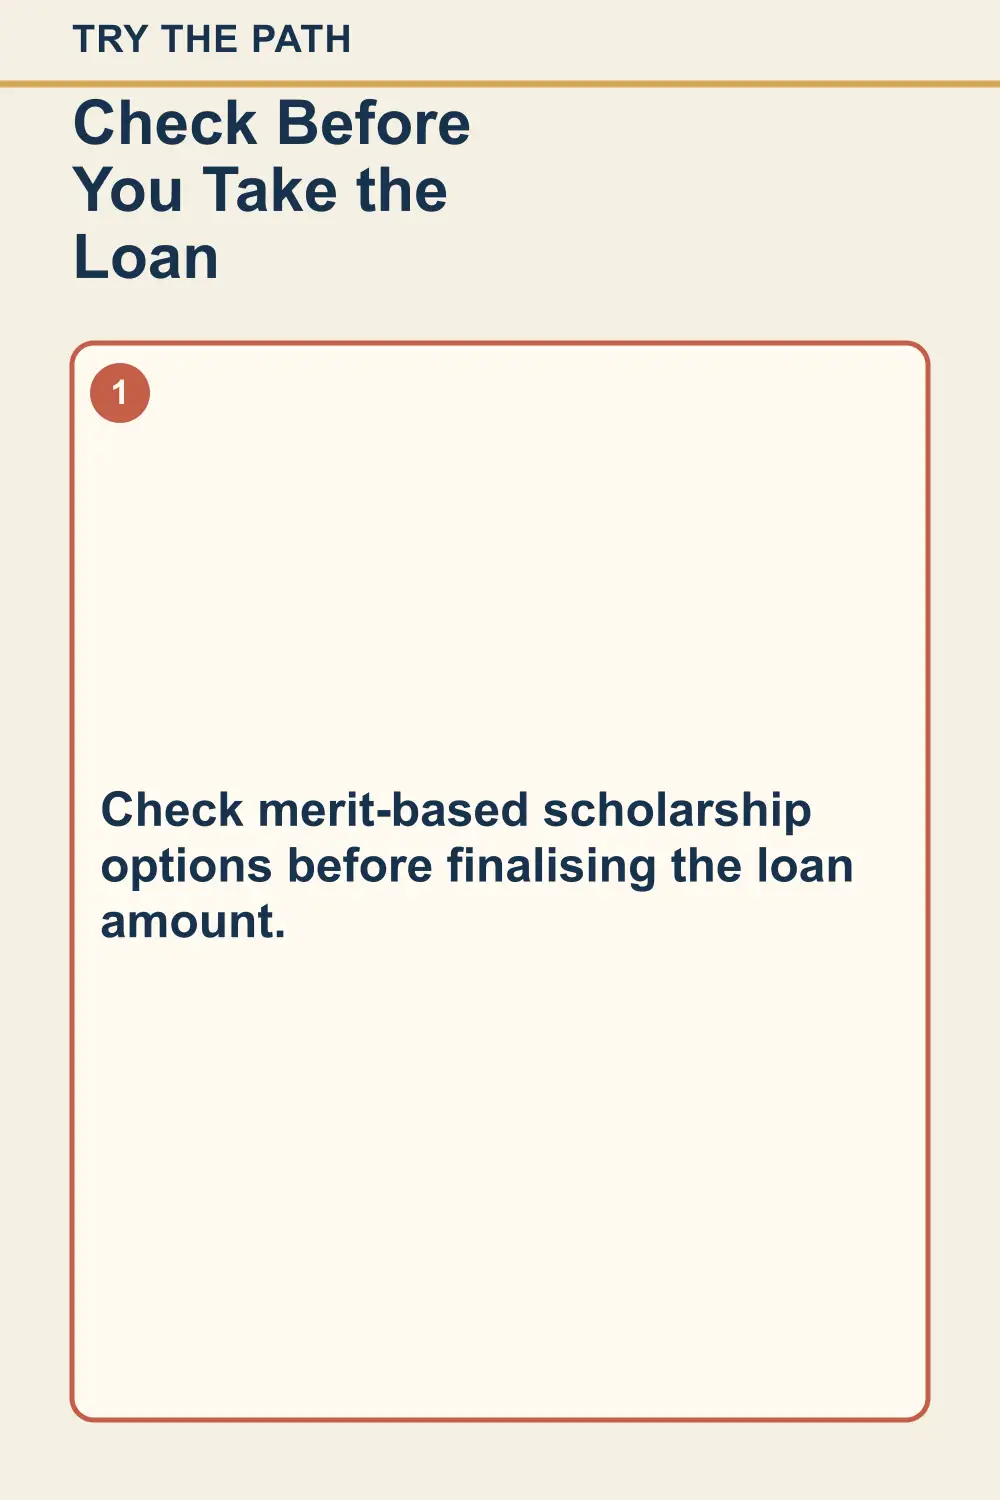 TRY THE PATH
Check Before
You Take the
Loan
1
Check merit-based scholarship
options before finalising the loan
amount.